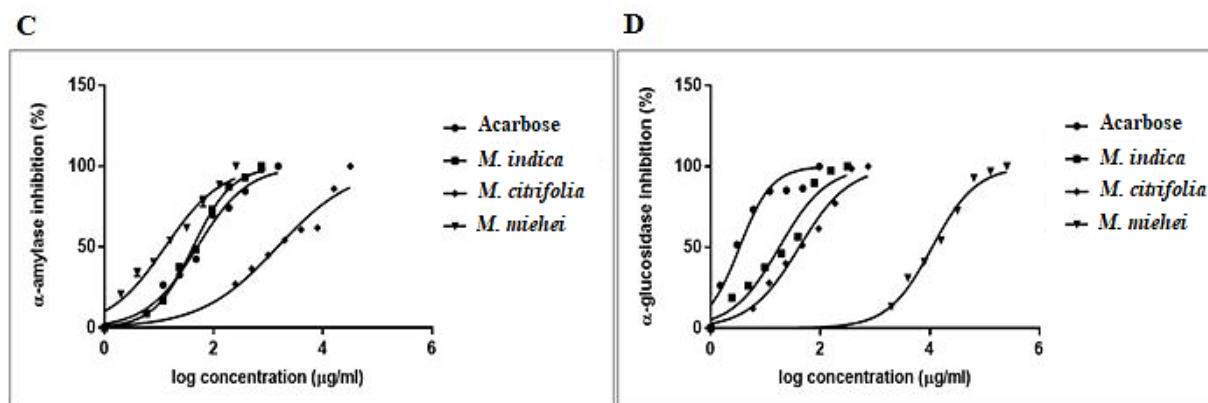 C
150
100
50
0
α-amylase inhibition (%)
0 2 4 6
log concentration (µg/ml)
Acarbose
M. indica
M. citrifolia
M. miehei
D
150
100
50
0
α-glucosidase inhibition (%)
0 2 4 6
log concentration (µg/ml)
Acarbose
M. indica
M. citrifolia
M. miehei